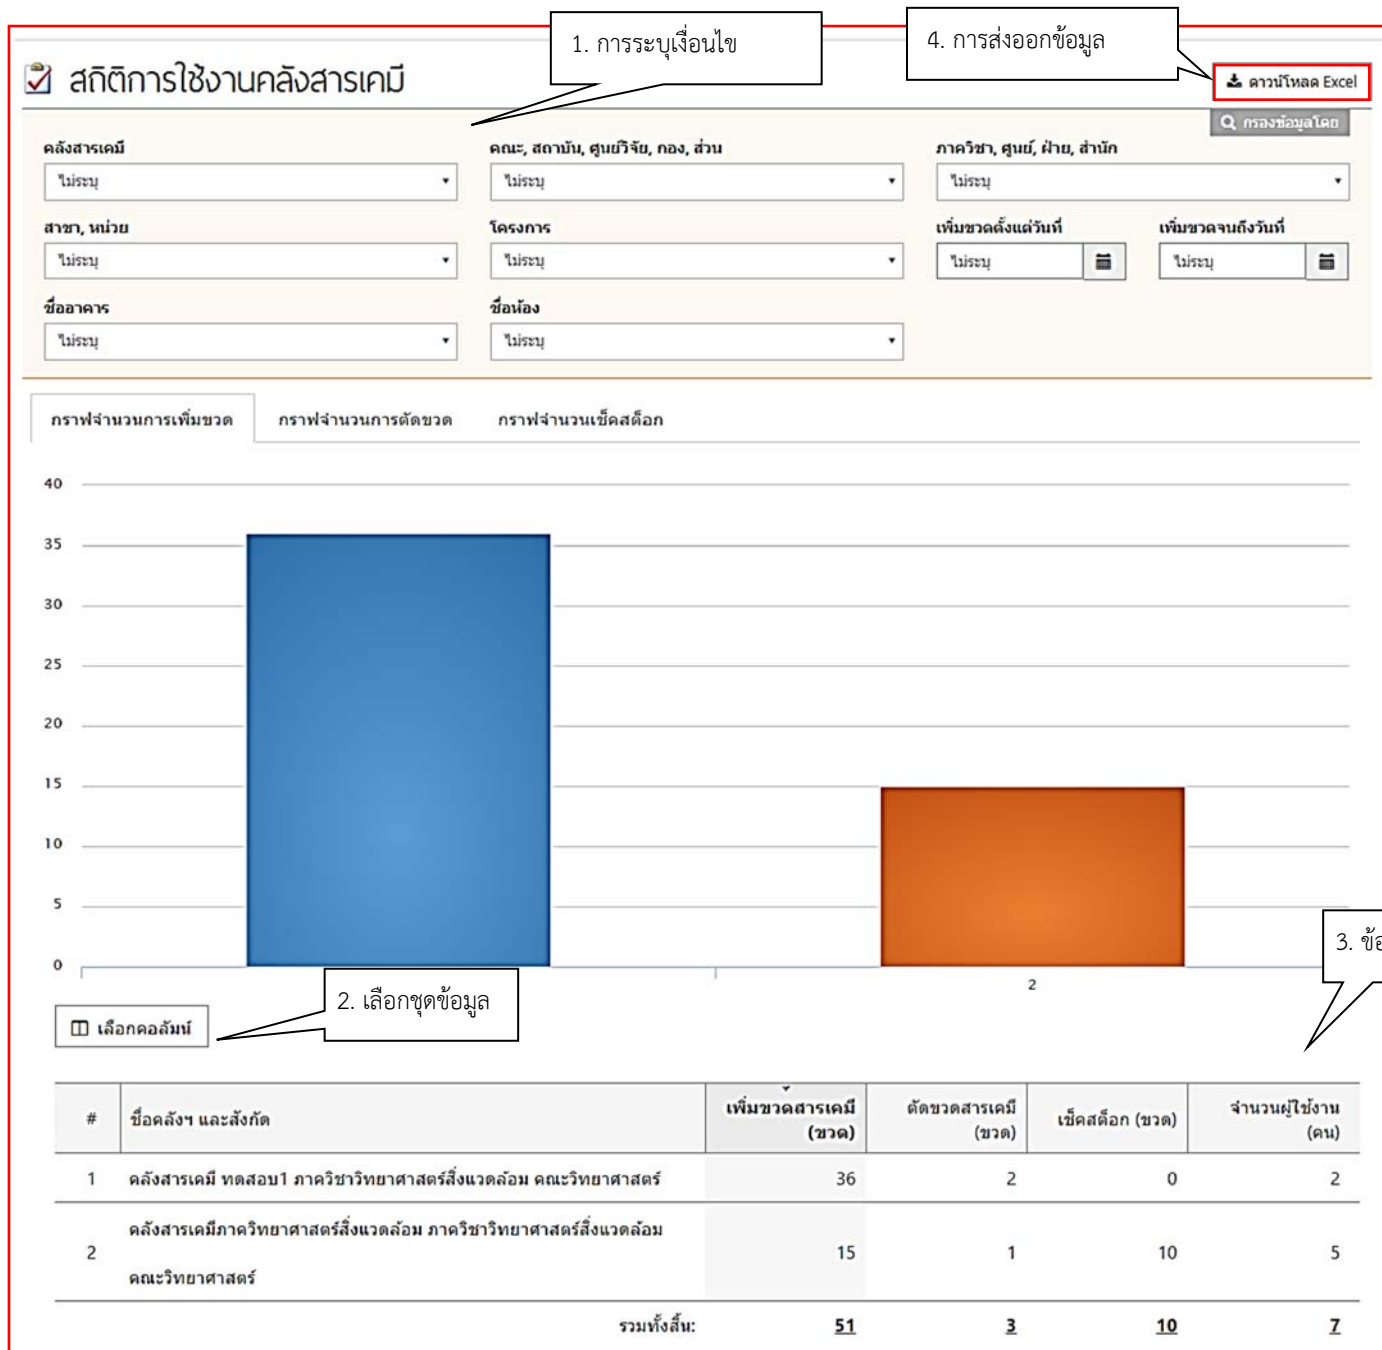 1. การระบุเงื่อนไข
4. การส่งออกข้อมูล
สถิติการใช้งานคลังสารเคมี
ดาวน์โหลด Excel
กรองข้อมูลโดย
คลังสารเคมี
คณะ, สถาบัน, ศูนย์วิจัย, กอง, ส่วน
ภาควิชา, ศูนย์, ฝ่าย, สำนัก
ไม่ระบุ
ไม่ระบุ
ไม่ระบุ
สาขา, หน่วย
โครงการ
เพิ่มขวดตั้งแต่วันที่
เพิ่มขวดจนถึงวันที่
ไม่ระบุ
ไม่ระบุ
ไม่ระบุ
ไม่ระบุ
ชื่ออาคาร
ชื่อห้อง
ไม่ระบุ
ไม่ระบุ
กราฟจำนวนการเพิ่มขวด
กราฟจำนวนการตัดขวด
กราฟจำนวนเช็คสต็อก
40
35
30
25
20
15
10
5
0
2
3. ข้อ
2. เลือกชุดข้อมูล
เลือกคอลัมน์
# ชื่อคลังฯ และสังกัด เพิ่มขวดสารเคมี (ขวด) ตัดขวดสารเคมี (ขวด) เช็คสต็อก (ขวด) จำนวนผู้ใช้งาน (คน)
1 คลังสารเคมี ทดสอบ1 ภาควิชาวิทยาศาสตร์สิ่งแวดล้อม คณะวิทยาศาสตร์ 36 2 0 2
คลังสารเคมีภาควิทยาศาสตร์สิ่งแวดล้อม ภาควิชาวิทยาศาสตร์สิ่งแวดล้อม
2 15 1 10 5
คณะวิทยาศาสตร์
รวมทั้งสิ้น: 51 3 10 7